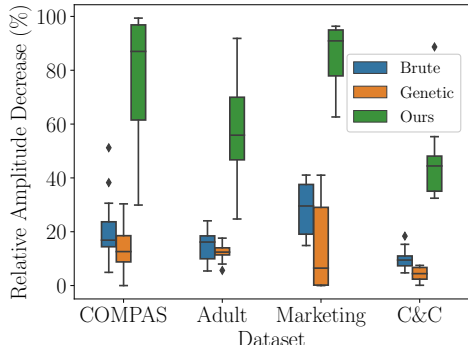 Relative Amplitude Decrease (%)
100
80
60
40
20
0
Brute
Genetic
Ours
COMPAS
Adult
Marketing
C&C
Dataset